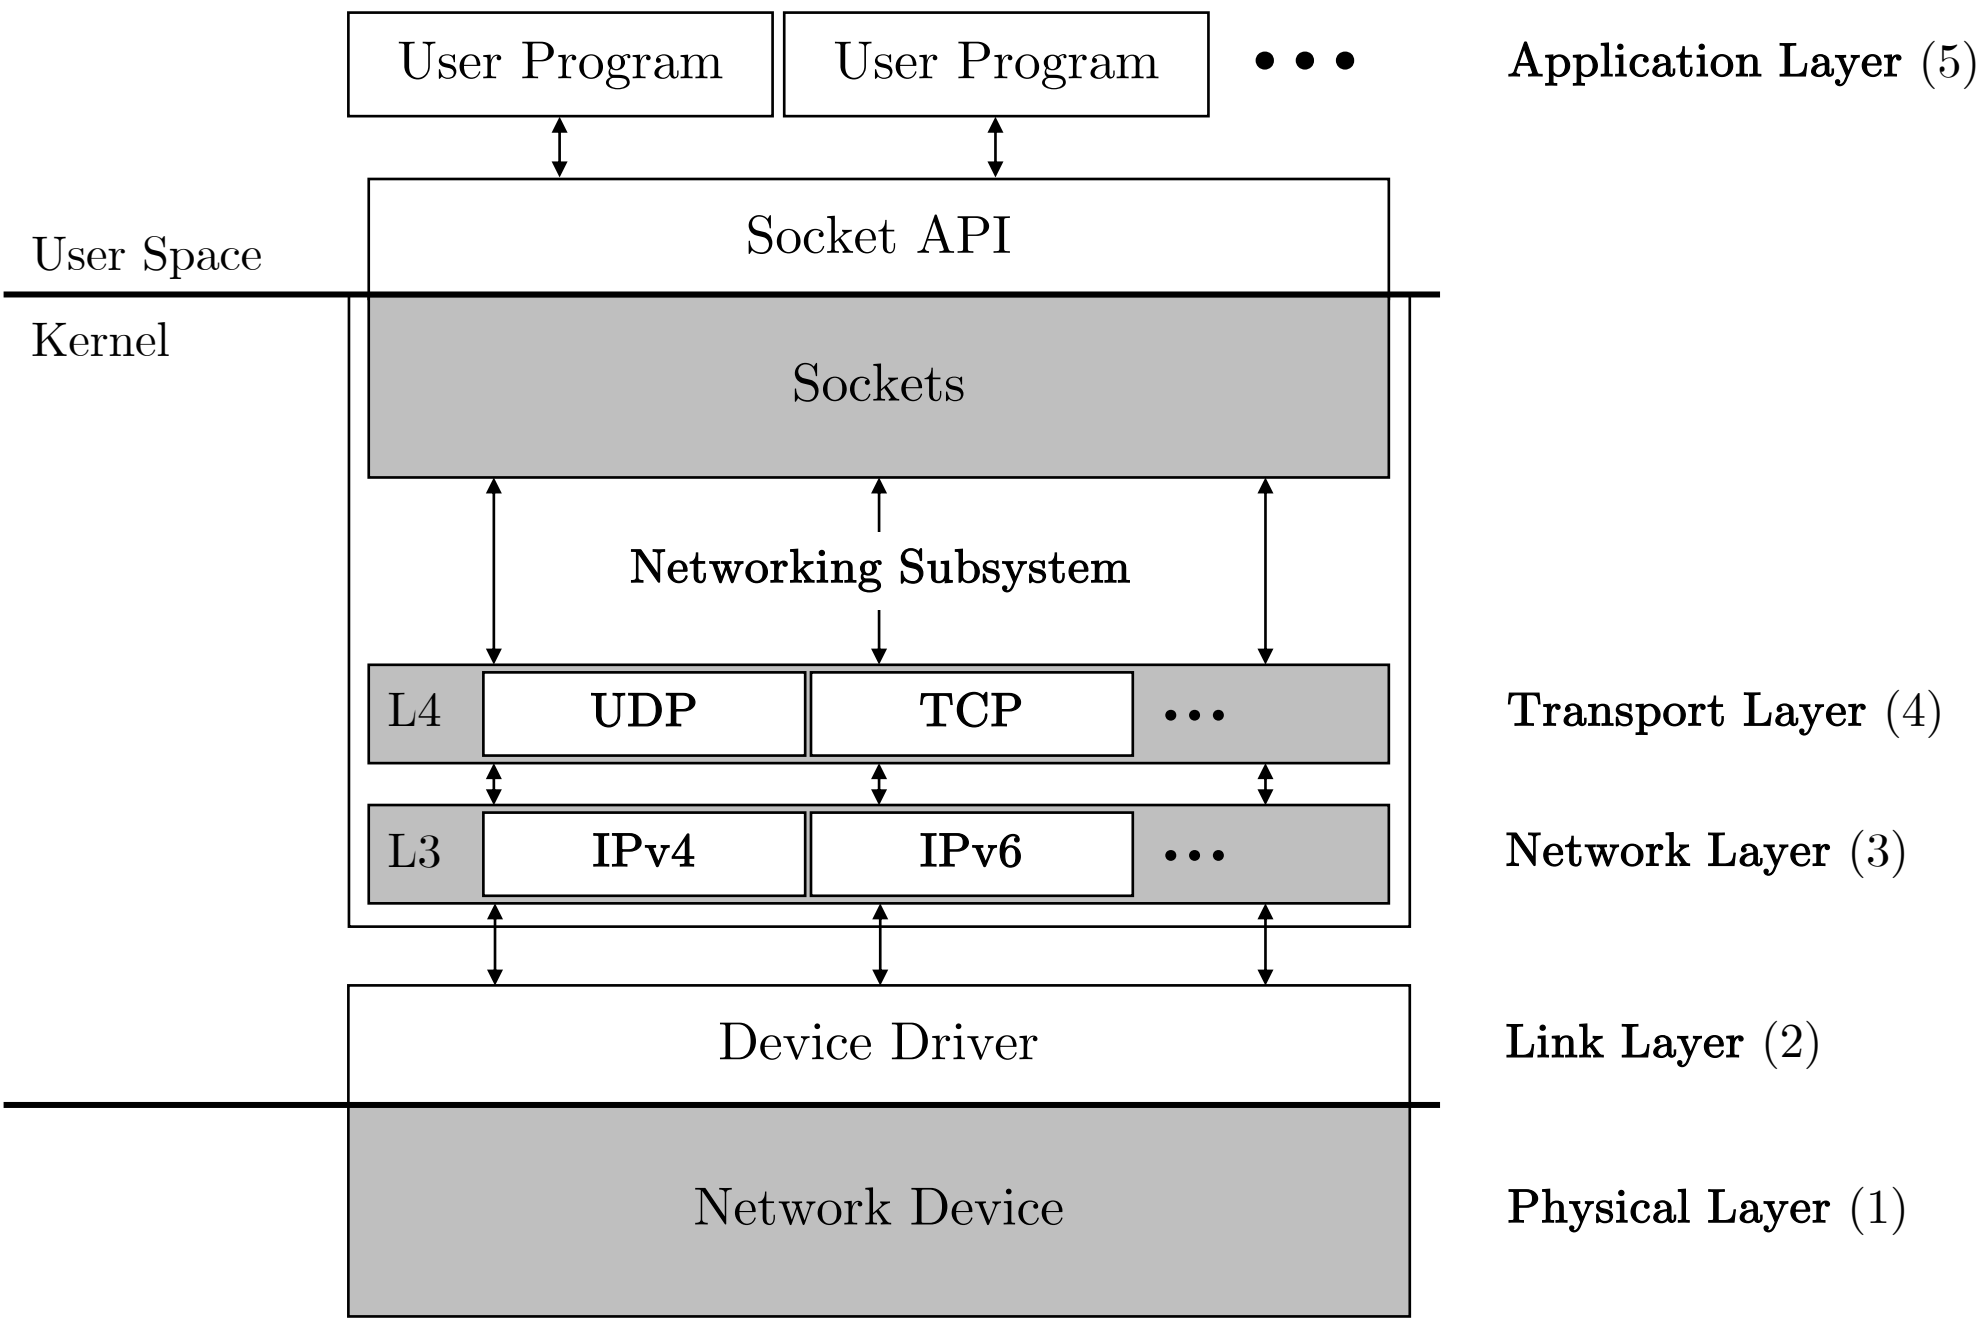 User Program User Program ••• Application Layer (5)
Socket API
User Space
Kernel
Sockets
Networking Subsystem
L4 UDP TCP ••• Transport Layer (4)
L3 IPv4 IPv6 ••• Network Layer (3)
Device Driver Link Layer (2)
Network Device Physical Layer (1)